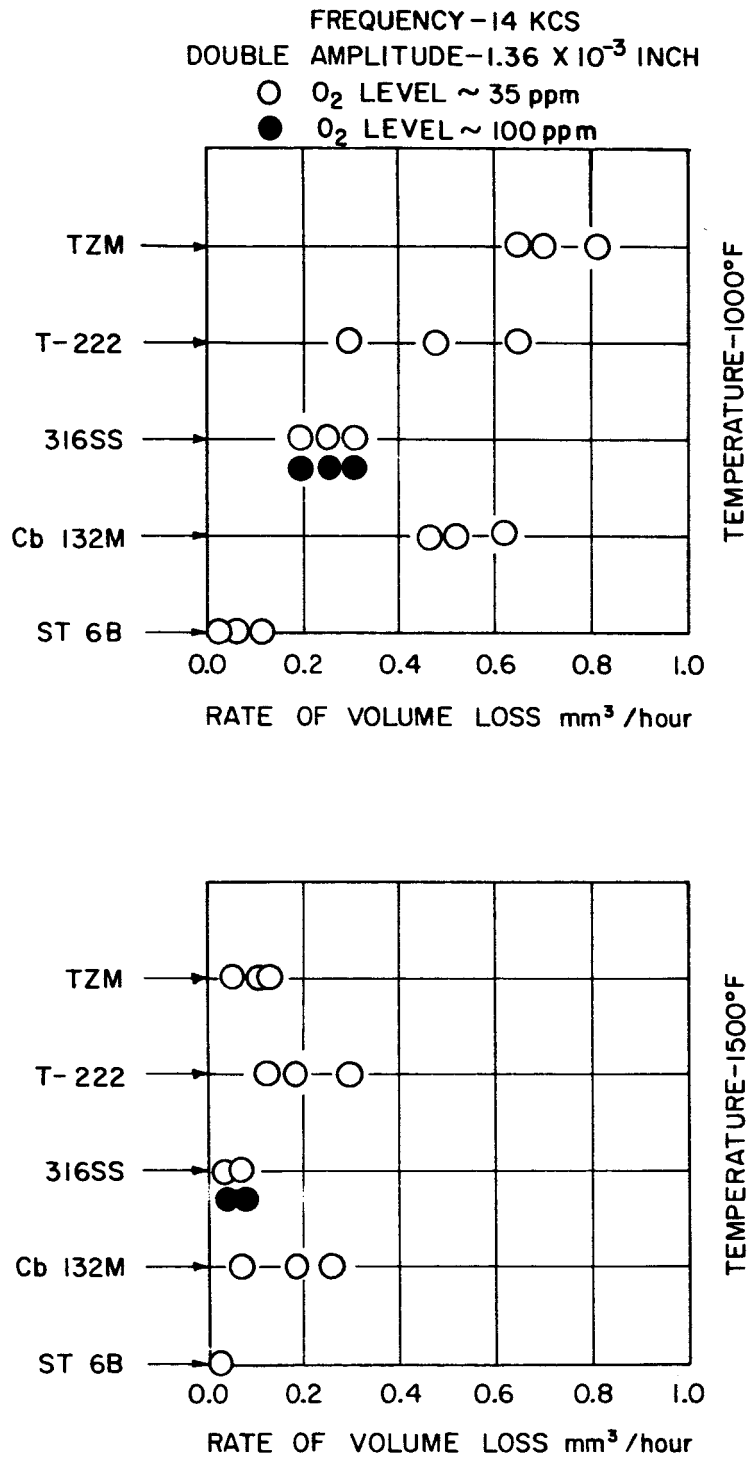 FREQUENCY-14 KCS
DOUBLE AMPLITUDE-1.36 X 10⁻³ INCH
O₂ LEVEL ~ 35 ppm
O₂ LEVEL ~ 100 ppm
TZM
T-222
316SS
Cb 132M
ST 6B
0.0 0.2 0.4 0.6 0.8 1.0
RATE OF VOLUME LOSS mm³/hour
TEMPERATURE-1000°F
TZM
T-222
316SS
Cb 132M
ST 6B
0.0 0.2 0.4 0.6 0.8 1.0
RATE OF VOLUME LOSS mm³/hour
TEMPERATURE-1500°F